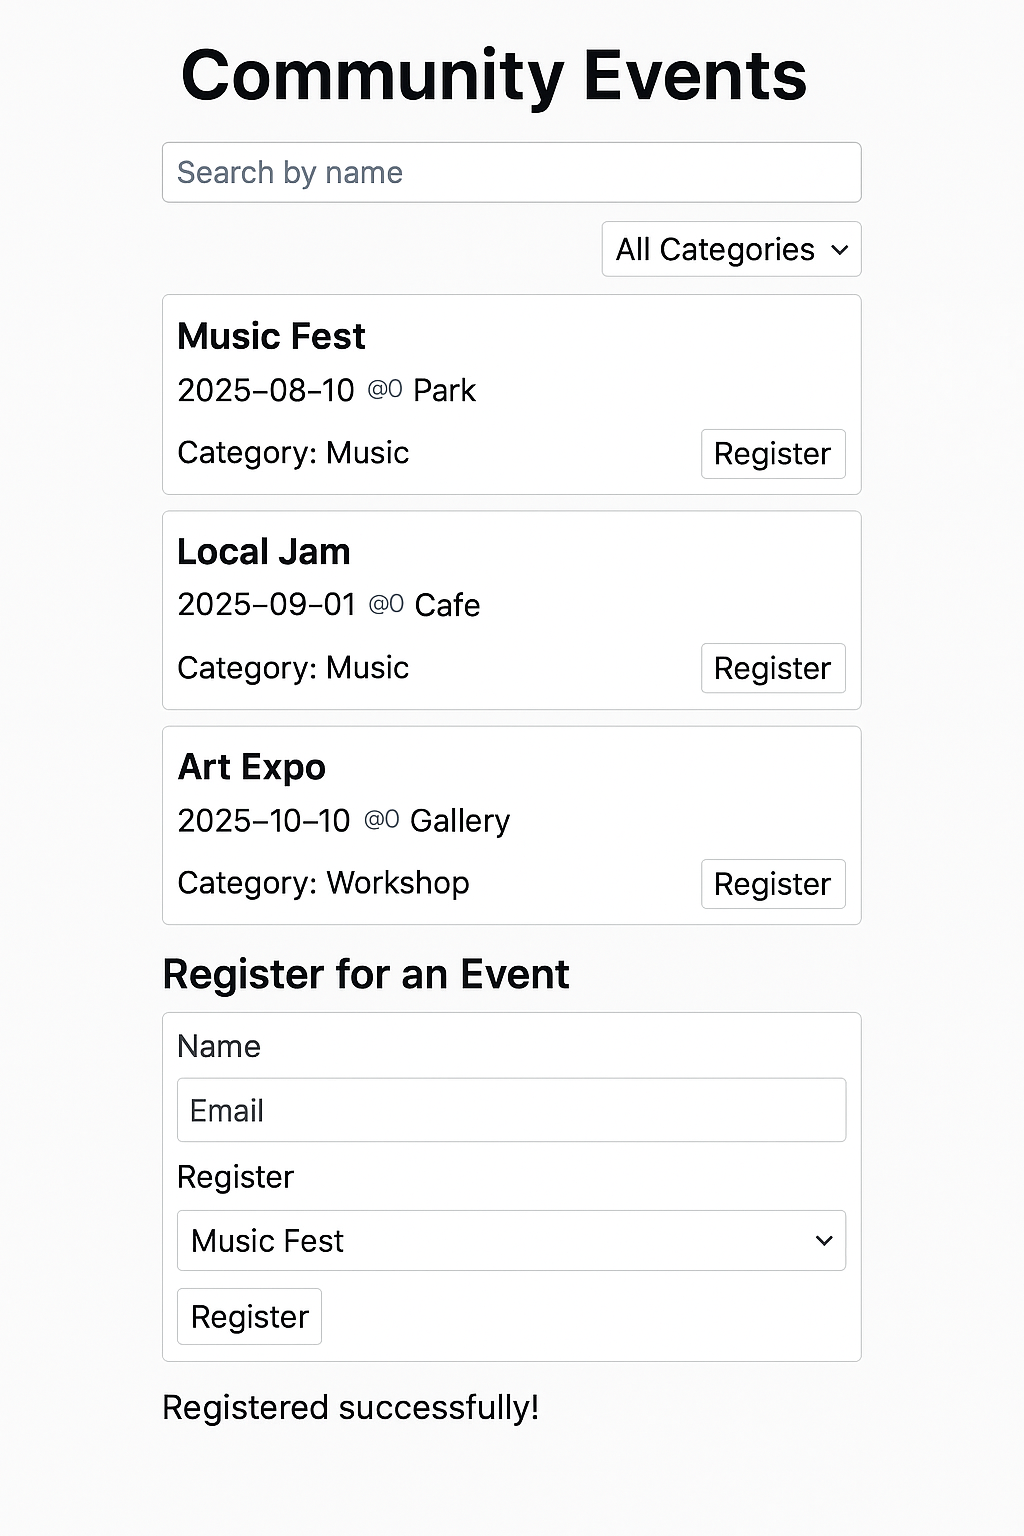 Community Events
Search by name
All Categories
Music Fest
2025–08–10 @0 Park
Category: Music
Register
Local Jam
2025–09–01 @0 Cafe
Category: Music
Register
Art Expo
2025–10–10 @0 Gallery
Category: Workshop
Register
Register for an Event
Name
Email
Register
Music Fest
Register
Registered successfully!